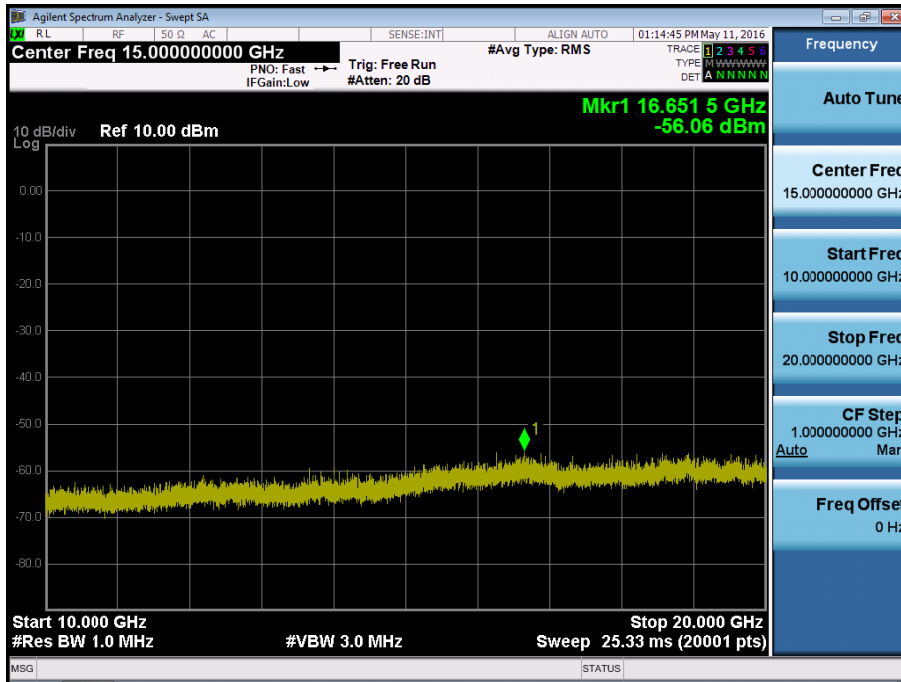 Agilent Spectrum Analyzer - Swept SA
LXI RL RF 50 Ω AC SENSE:INT ALIGN AUTO 01:14:45 PM May 11, 2016
Center Freq 15.000000000 GHz #Avg Type: RMS TRACE 1 2 3 4 5 6
PNO: Fast Trig: Free Run TYPE M WWWWW
IFGain:Low #Atten: 20 dB DET A N N N N N
Frequency
Mkr1 16.651 5 GHz
-56.06 dBm
10 dB/div Ref 10.00 dBm
Log
0.00
-10.0
-20.0
-30.0
-40.0
-50.0
-60.0
-70.0
-80.0
1
Start 10.000 GHz Stop 20.000 GHz
#Res BW 1.0 MHz #VBW 3.0 MHz Sweep 25.33 ms (20001 pts)
Auto Tune
Center Freq
15.000000000 GHz
Start Freq
10.000000000 GHz
Stop Freq
20.000000000 GHz
CF Step
1.000000000 GHz
Auto Man
Freq Offset
0 Hz
MSG STATUS